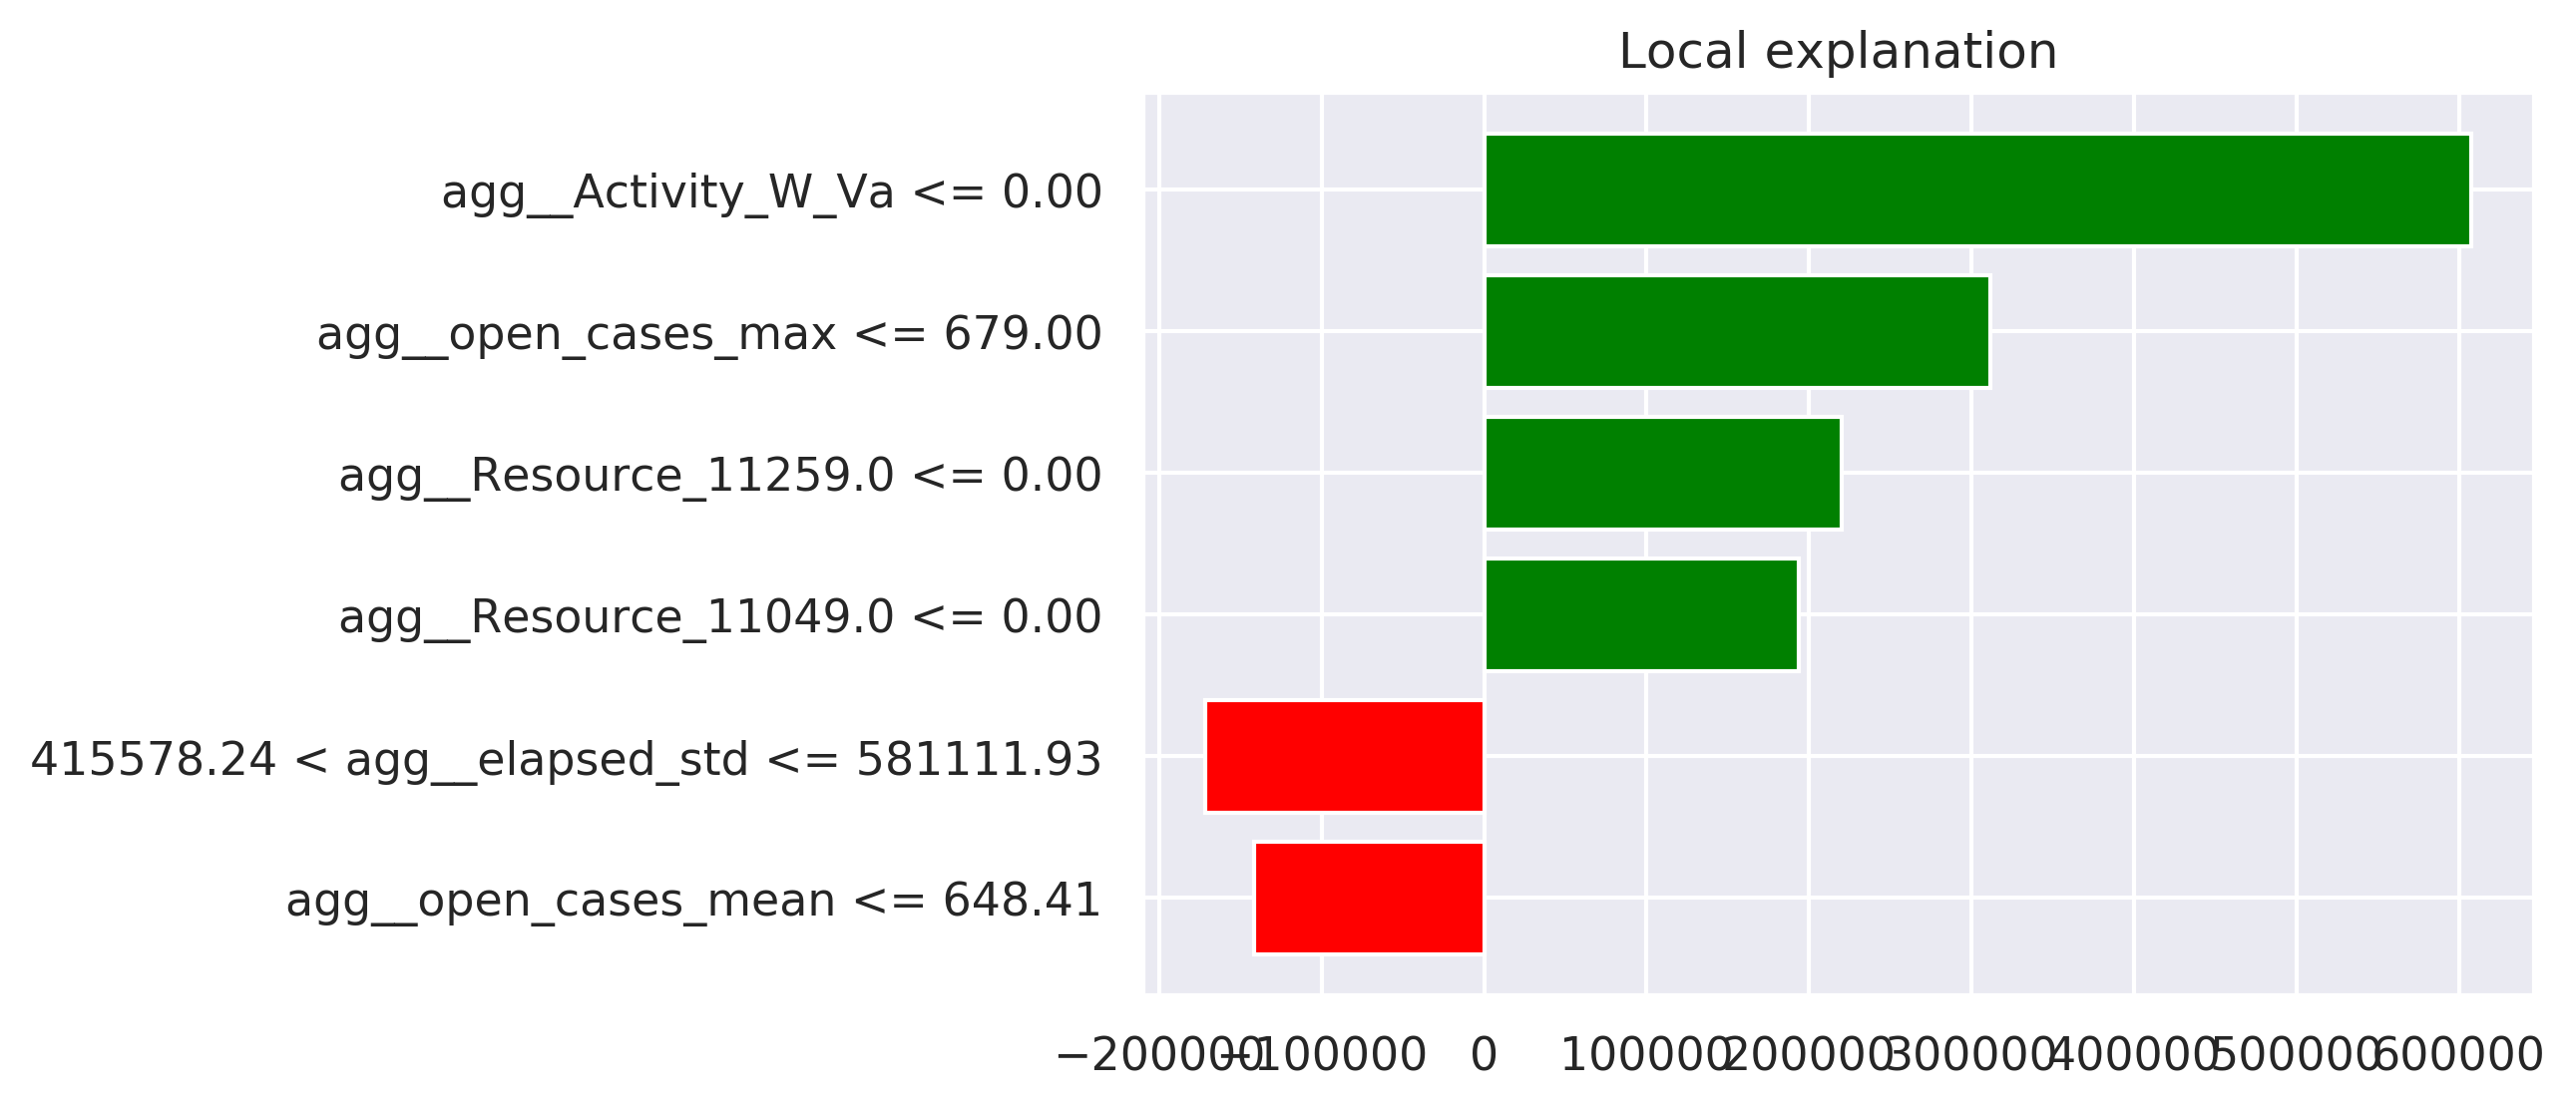 Local explanation
agg__Activity_W_Va <= 0.00
agg__open_cases_max <= 679.00
agg__Resource_11259.0 <= 0.00
agg__Resource_11049.0 <= 0.00
415578.24 < agg__elapsed_std <= 581111.93
agg__open_cases_mean <= 648.41
−200000 −100000 0 100000 200000 300000 400000 500000 600000